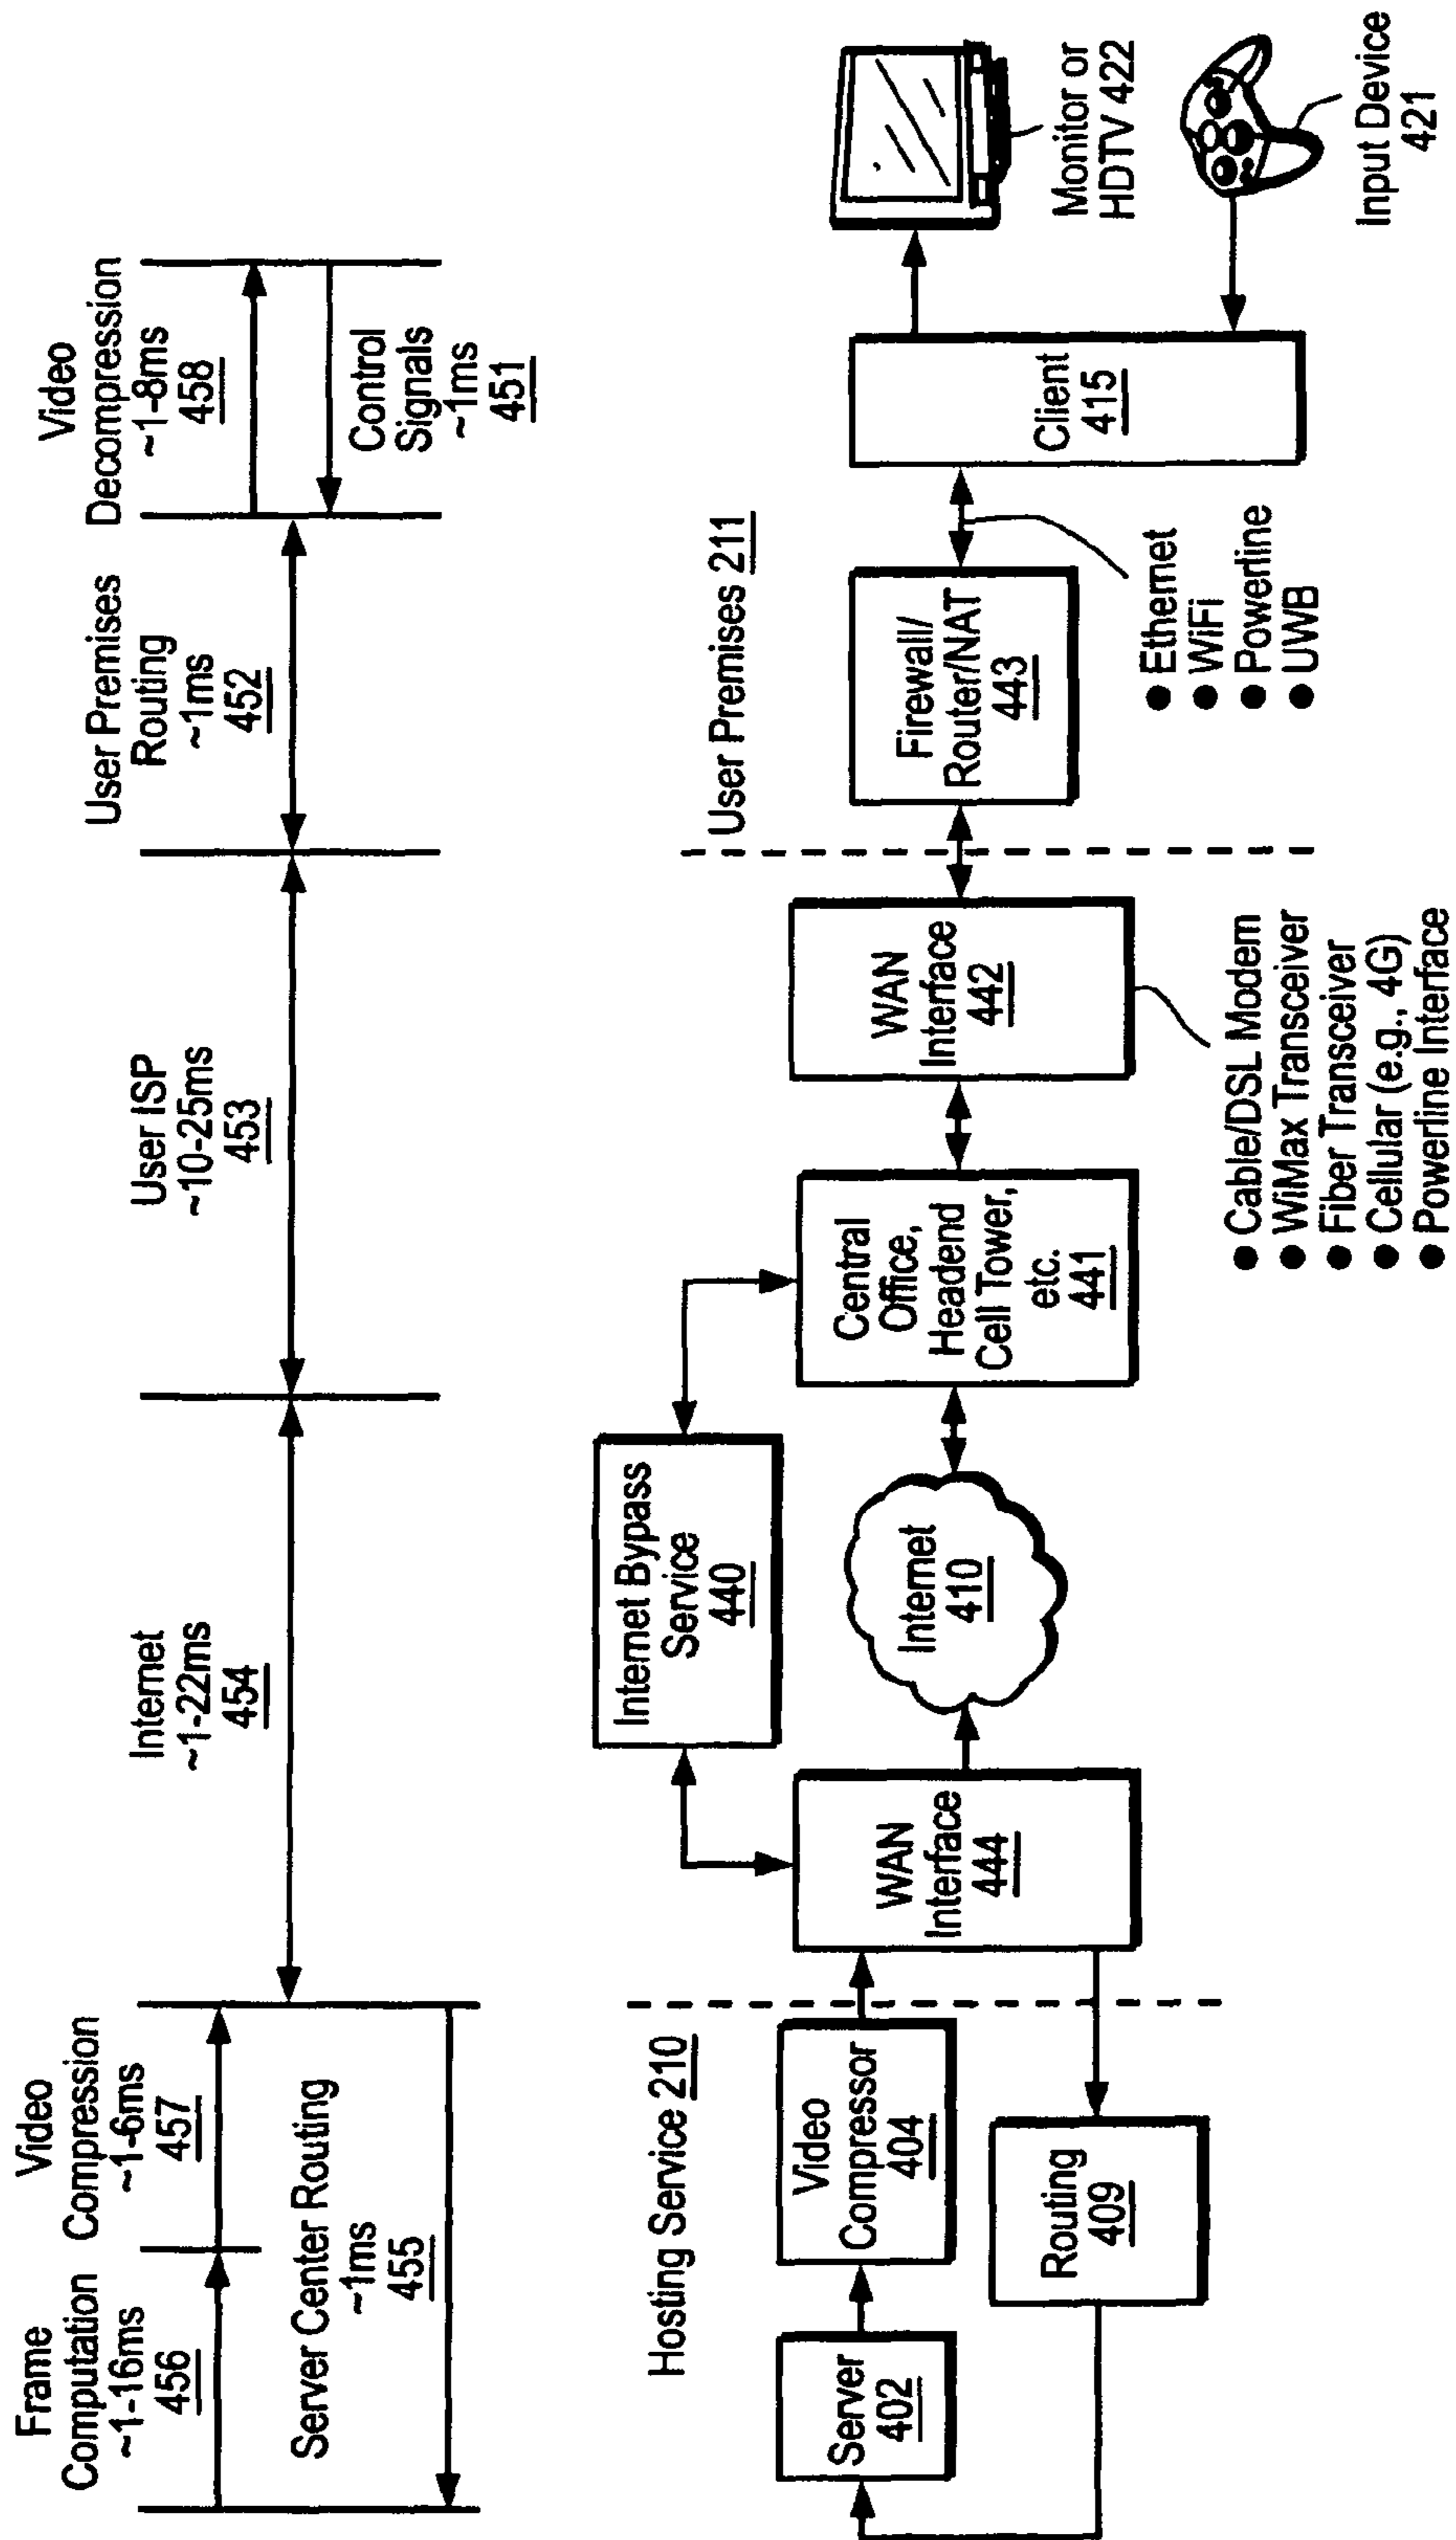 Frame
Computation
~1-16ms
456
Video
Compression
~1-6ms
457
Server Center Routing
~1ms
455
Internet
~1-22ms
454
User ISP
~10-25ms
453
User Premises
Routing
~1ms
452
Video
Decompression
~1-8ms
458
Control
Signals
~1ms
451
Hosting Service 210
Server
402
Video
Compressor
404
Routing
409
WAN
Interface
444
Internet Bypass
Service
440
Internet
410
Central
Office,
Headend
Cell Tower,
etc.
441
WAN
Interface
442
● Cable/DSL Modem
● WiMax Transceiver
● Fiber Transceiver
● Cellular (e.g., 4G)
● Powerline Interface
User Premises 211
Firewall/
Router/NAT
443
● Ethernet
● WiFi
● Powerline
● UWB
Client
415
Monitor or
HDTV 422
Input Device
421